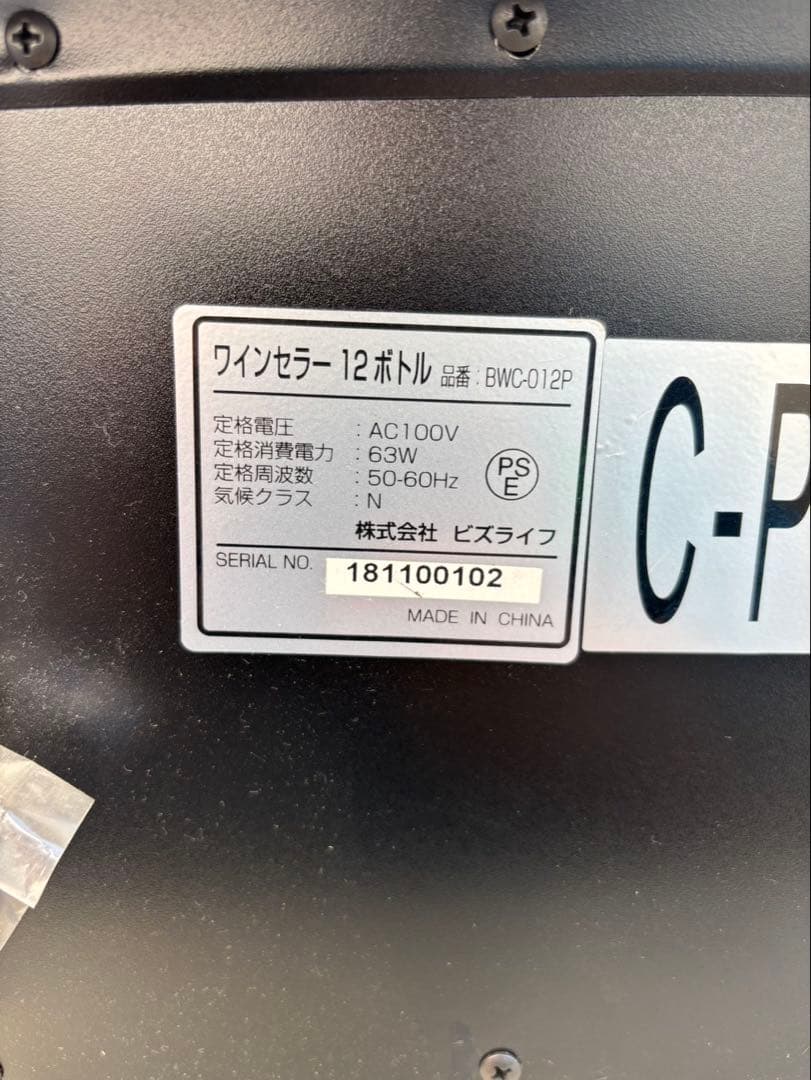 ワインセラー 12ボトル 品番：BWC-012P
定格電圧 ：AC100V
定格消費電力 ：63W
定格周波数 ：50-60Hz
気候クラス ：N
PS
E
株式会社 ビズライフ
SERIAL NO. 181100102
MADE IN CHINA
C-P